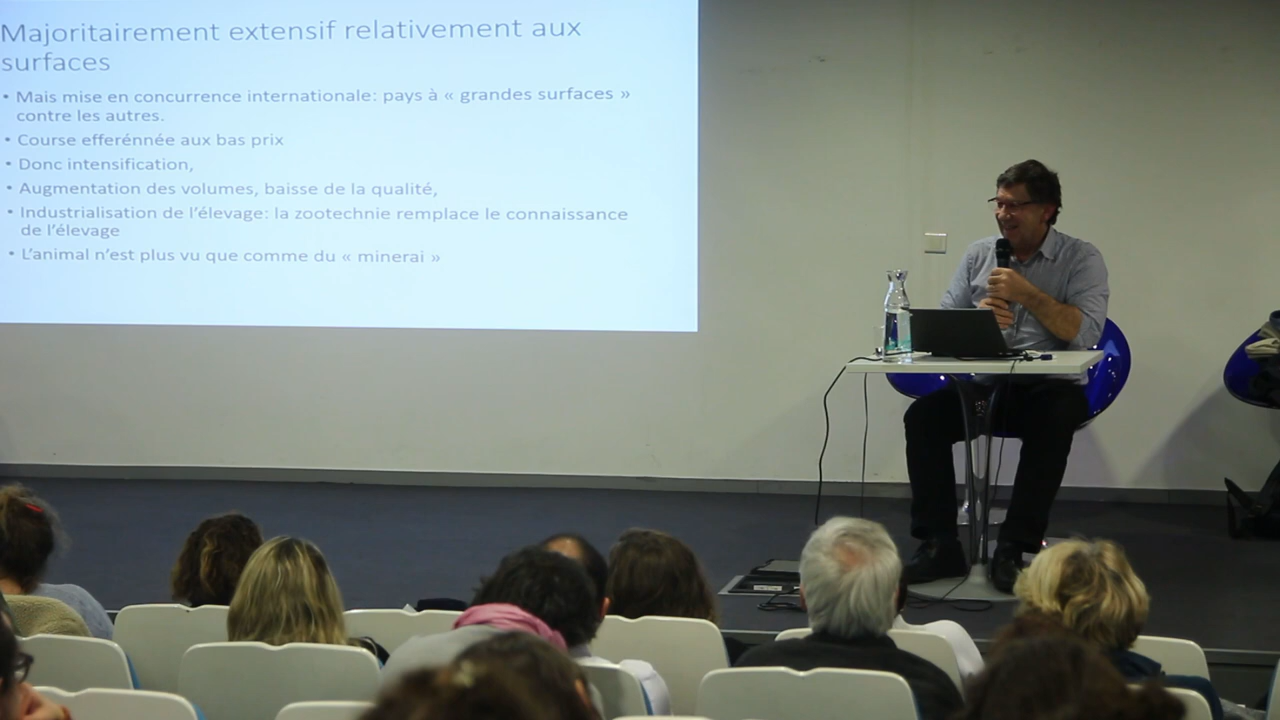 Majoritairement extensif relativement aux
surfaces
• Mais mise en concurrence internationale: pays à « grandes surfaces »
contre les autres.
• Course efferénnée aux bas prix
• Donc intensification,
• Augmentation des volumes, baisse de la qualité,
• Industrialisation de l'élevage: la zootechnie remplace le connaissance
de l'élevage
• L'animal n'est plus vu que comme du « minerai »